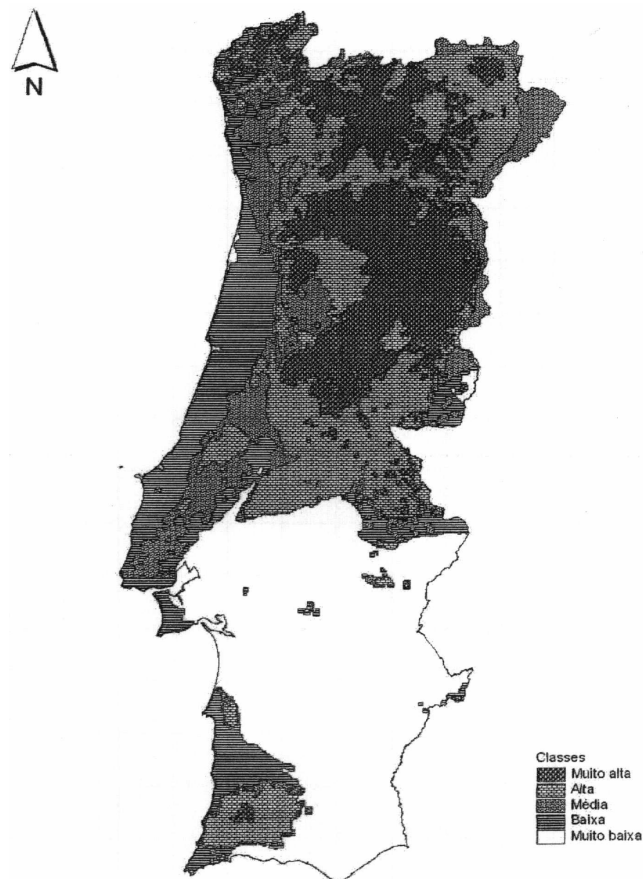 N
Classes
Muito alta
Alta
Média
Baixa
Muito baixa